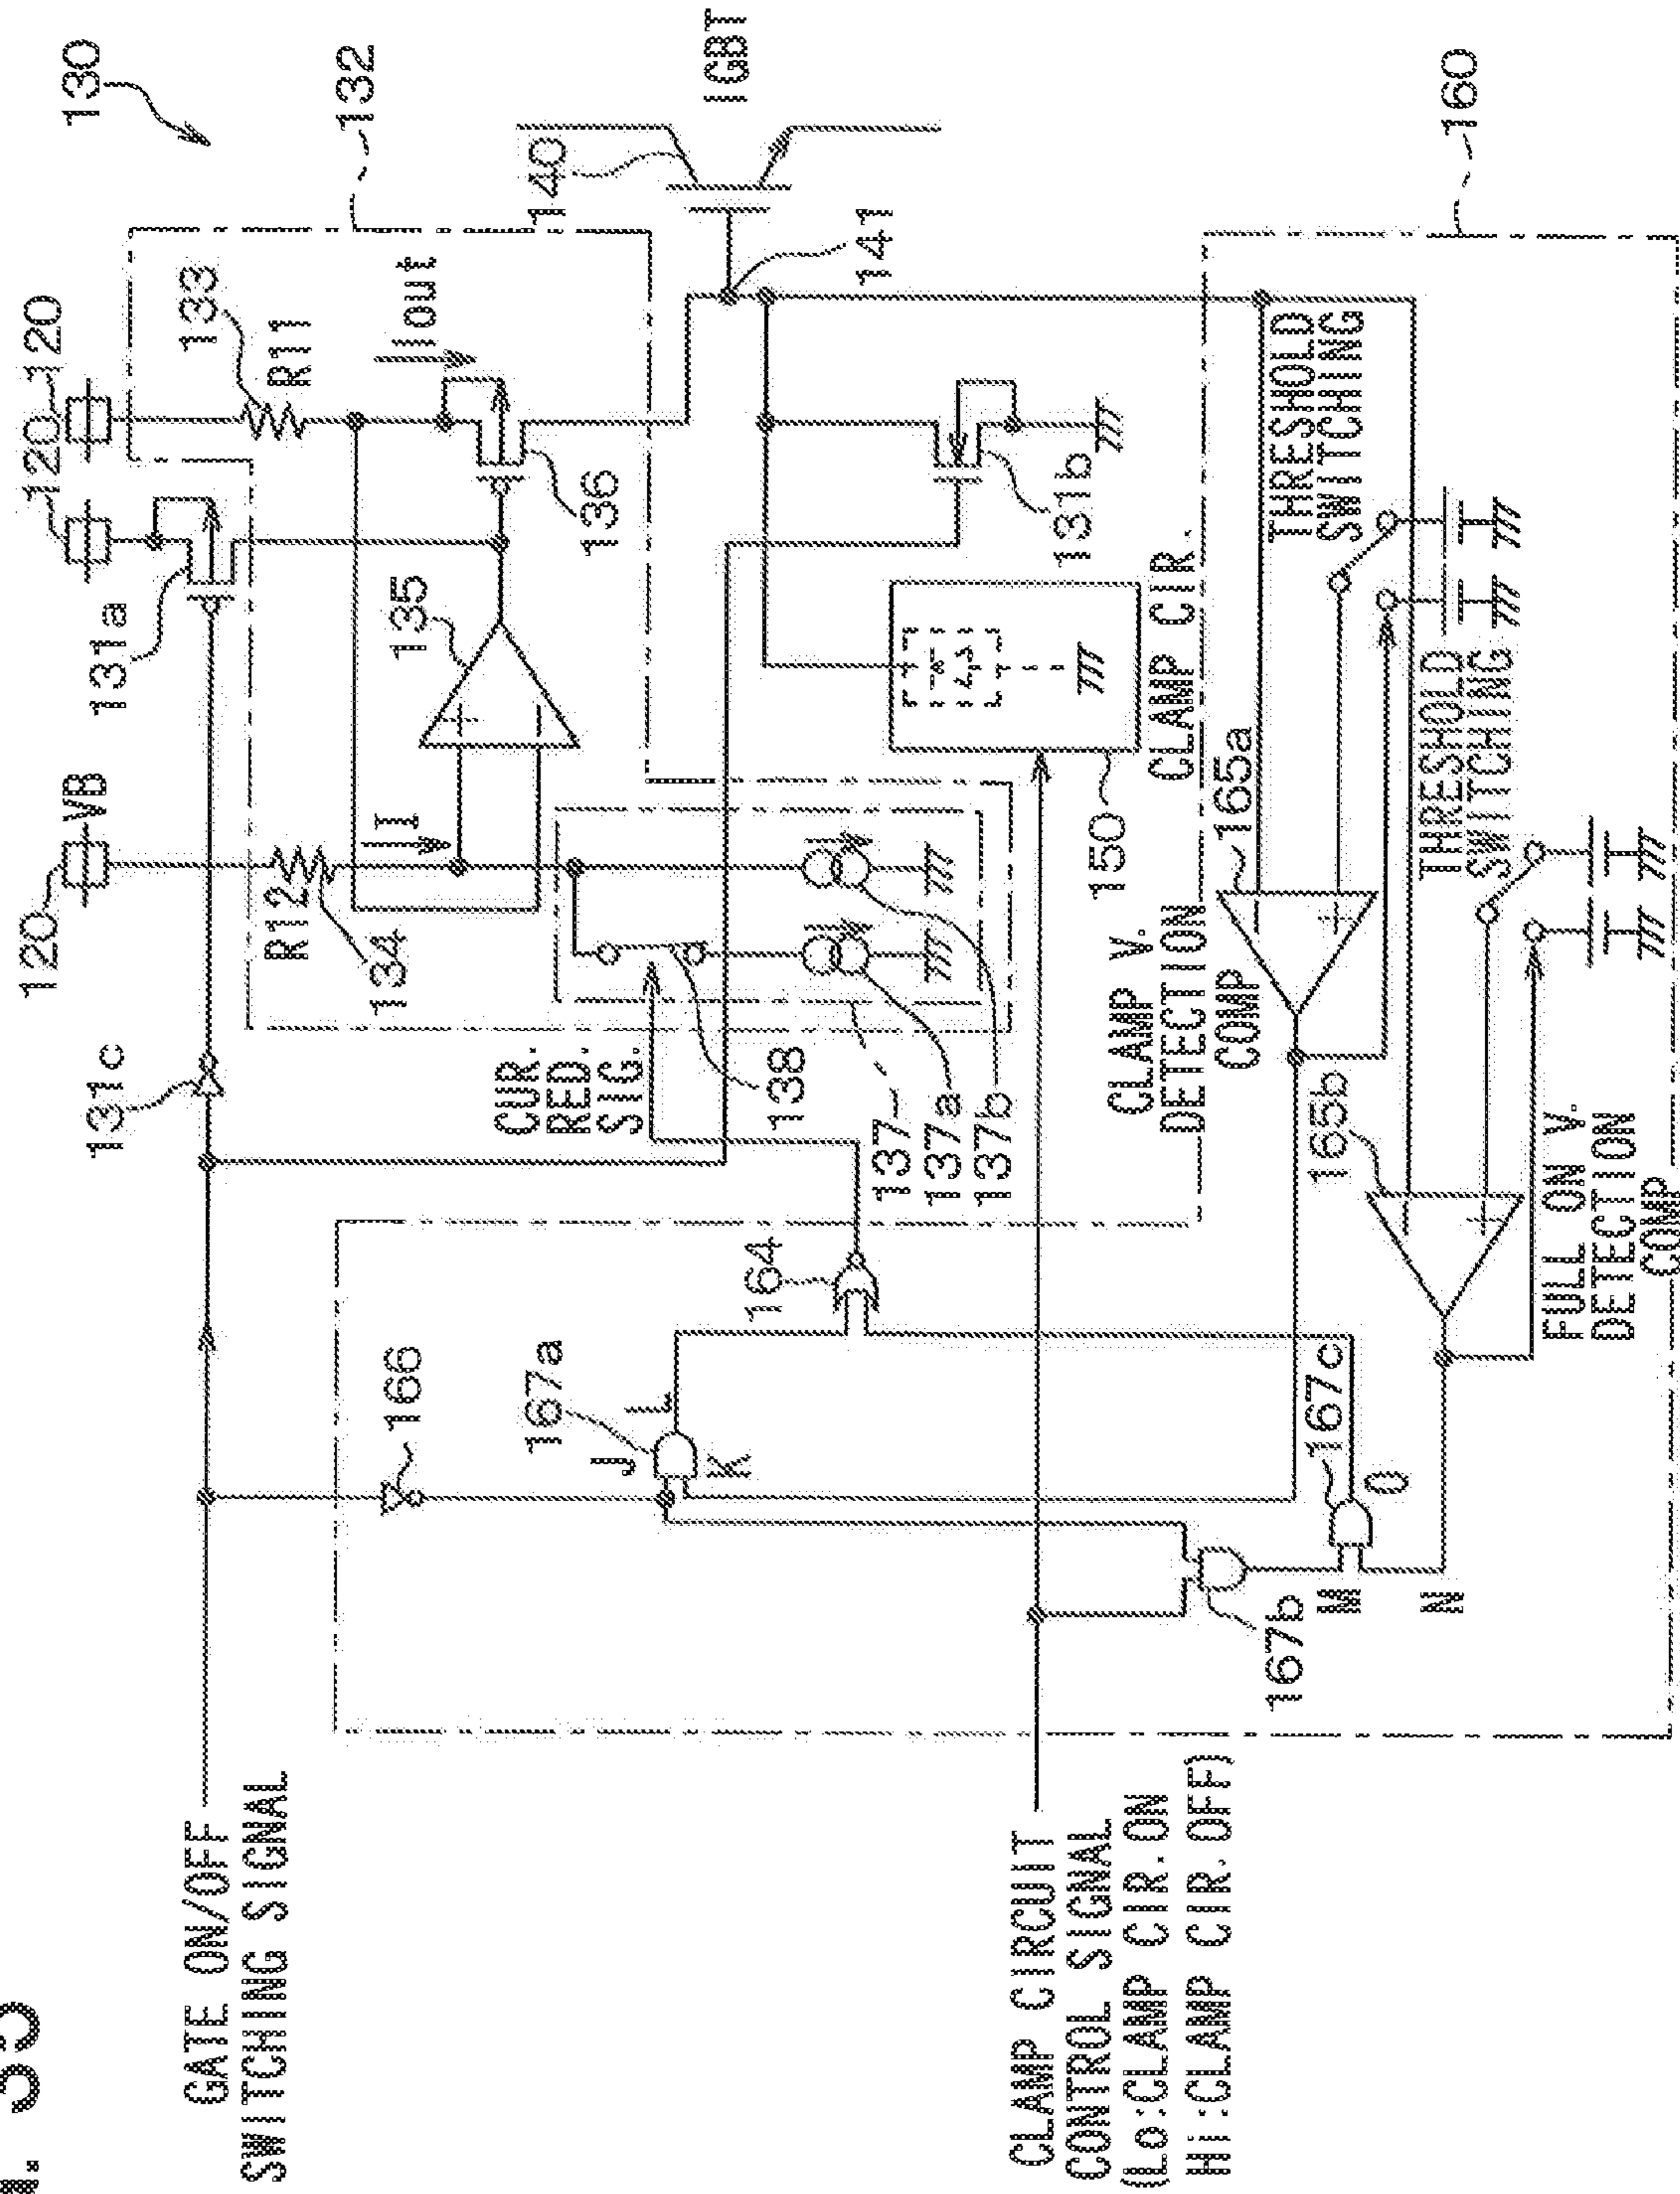 130
120
120
120
VB
131a
131c
133
R11
Iout
132
R12
134
I
135
136
140
IGBT
141
131b
CUR.
RED.
SIG.
138
137
137a
137b
150
CLAMP CIR.
160
GATE ON/OFF
SWITCHING SIGNAL
166
164
167a
J
K
L
CLAMP V.
DETECTION
COMP
165a
THRESHOLD
SWITCHING
CLAMP CIRCUIT
CONTROL SIGNAL
(Lo:CLAMP CIR.ON
Hi:CLAMP CIR.OFF)
167b
167c
M
N
O
165b
FULL ON V.
DETECTION
COMP
THRESHOLD
SWITCHING